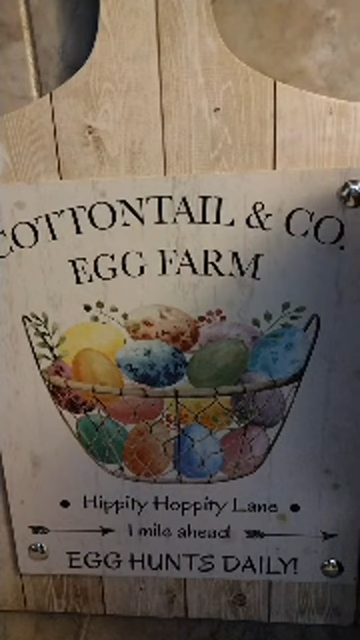 COTTONTAIL & CO.
EGG FARM
• Hippity Hoppity Lane •
1 mile ahead
EGG HUNTS DAILY!